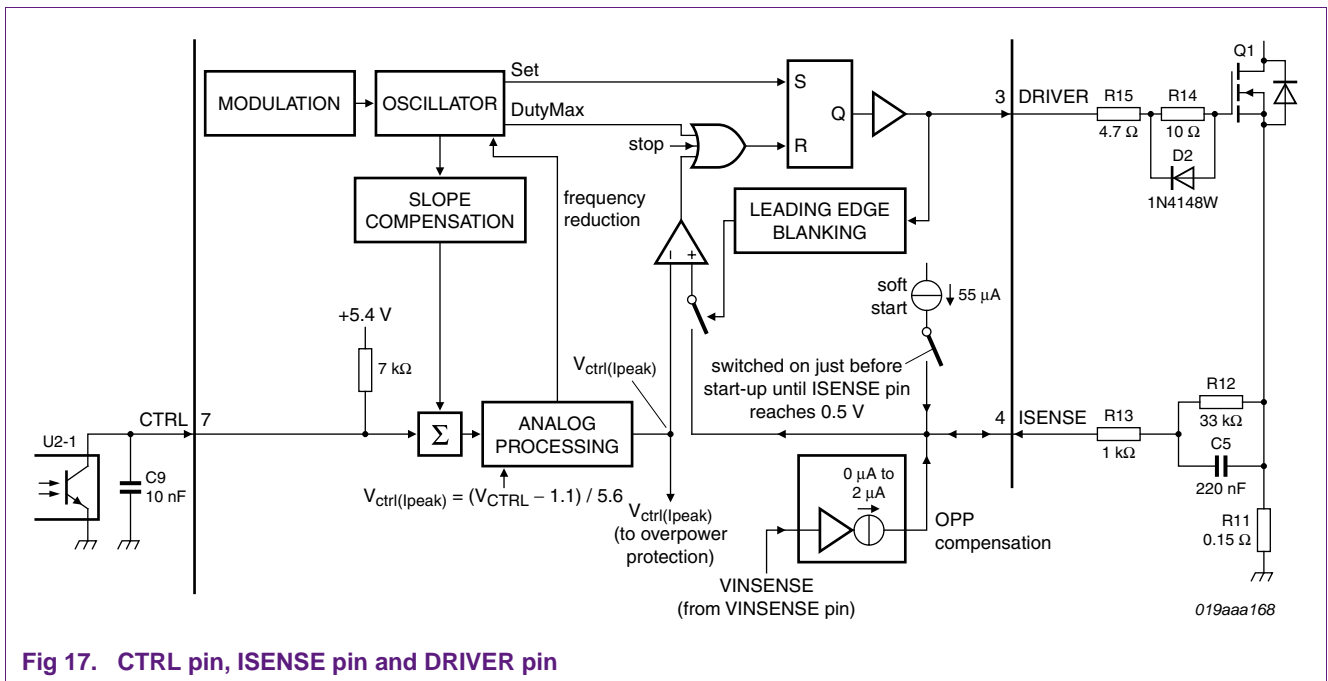 MODULATION
OSCILLATOR
Set
DutyMax
stop
S
Q
R
3
DRIVER
R15
4.7 Ω
R14
10 Ω
D2
1N4148W
Q1
SLOPE
COMPENSATION
frequency
reduction
LEADING EDGE
BLANKING
– +
soft
start
55 μA
+5.4 V
7 kΩ
Vctrl(Ipeak)
switched on just before
start-up until ISENSE pin
reaches 0.5 V
CTRL
7
Σ
ANALOG
PROCESSING
4
ISENSE
R13
1 kΩ
R12
33 kΩ
C5
220 nF
R11
0.15 Ω
U2-1
C9
10 nF
Vctrl(Ipeak) = (VCTRL – 1.1) / 5.6
Vctrl(Ipeak)
(to overpower
protection)
0 μA to
2 μA
OPP
compensation
VINSENSE
(from VINSENSE pin)
019aaa168
Fig 17. CTRL pin, ISENSE pin and DRIVER pin